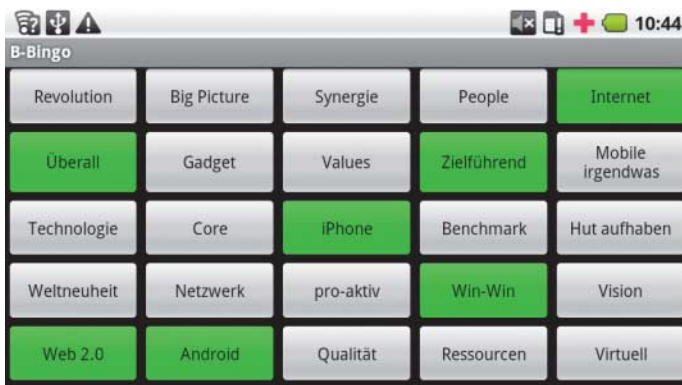 10:44
B-Bingo
Revolution Big Picture Synergie People Internet
Überall Gadget Values Zielführend Mobile irgendwas
Technologie Core iPhone Benchmark Hut aufhaben
Weltneuheit Netzwerk pro-aktiv Win-Win Vision
Web 2.0 Android Qualität Ressourcen Virtuell